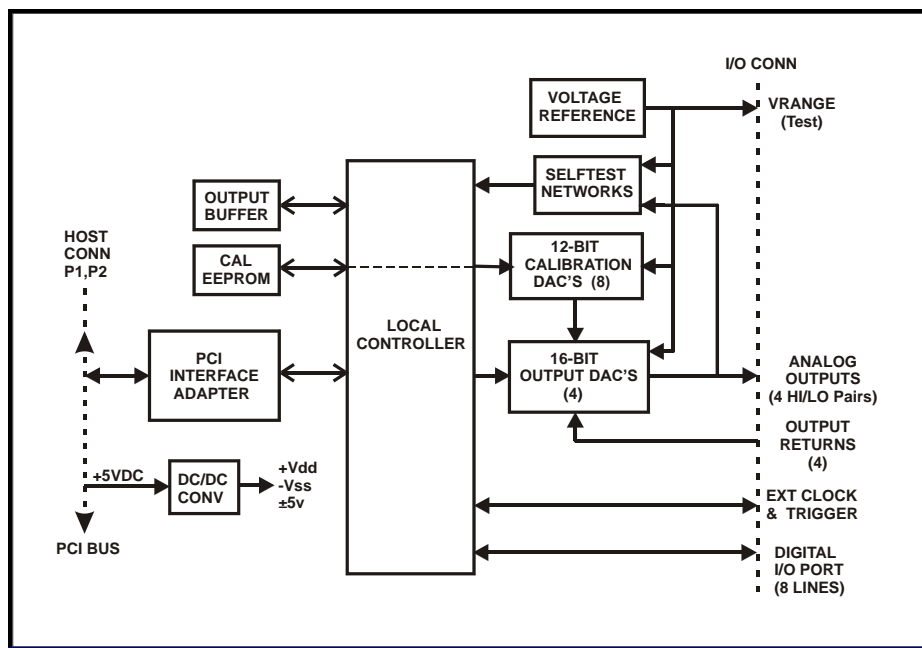 I/O CONN
VOLTAGE
REFERENCE
VRANGE
(Test)
SELFTEST
NETWORKS
OUTPUT
BUFFER
HOST
CONN
P1,P2
CAL
EEPROM
12-BIT
CALIBRATION
DAC'S (8)
LOCAL
CONTROLLER
PCI
INTERFACE
ADAPTER
16-BIT
OUTPUT DAC'S
(4)
ANALOG
OUTPUTS
(4 HI/LO Pairs)
OUTPUT
RETURNS
(4)
+5VDC
DC/DC
CONV
+Vdd
-Vss
±5v
EXT CLOCK
& TRIGGER
PCI BUS
DIGITAL
I/O PORT
(8 LINES)